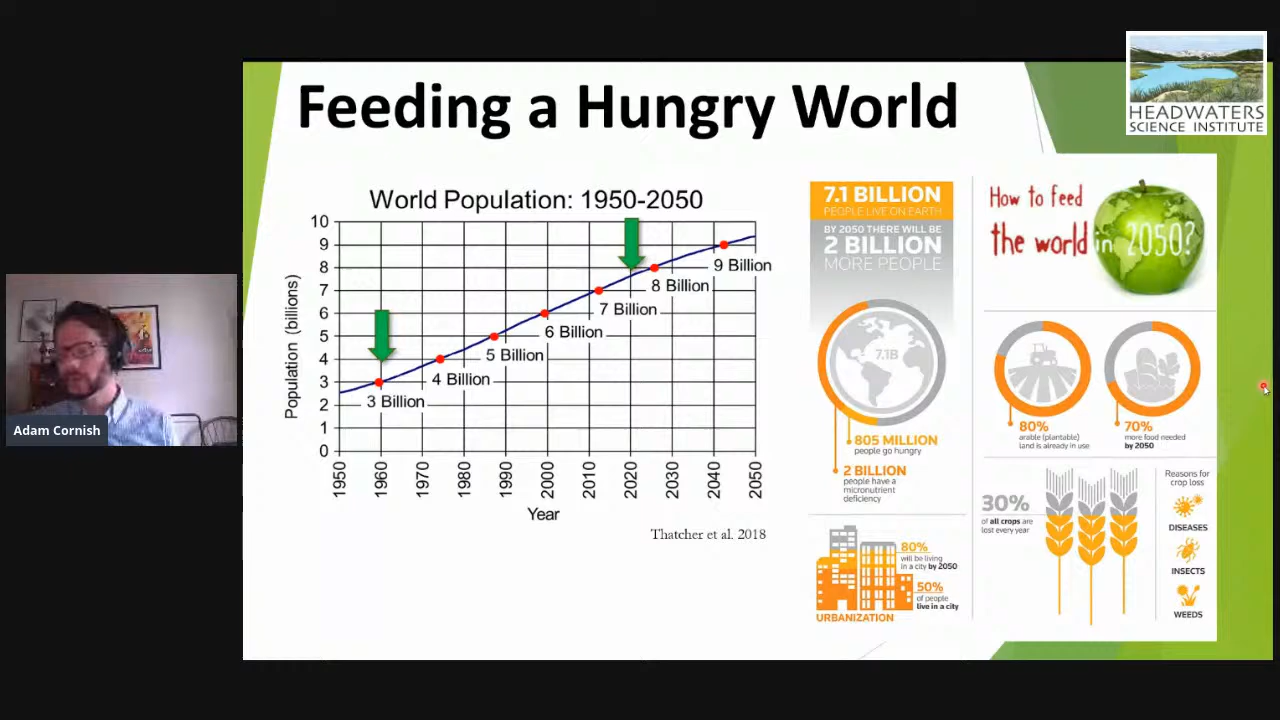 Feeding a Hungry World
HEADWATERS
SCIENCE INSTITUTE
World Population: 1950-2050
Population (billions)
10
9
8
7
6
5
4
3
2
1
0
3 Billion
4 Billion
5 Billion
6 Billion
7 Billion
8 Billion
9 Billion
1950
1960
1970
1980
1990
2000
2010
2020
2030
2040
2050
Year
Thatcher et al. 2018
7.1 BILLION
PEOPLE LIVE ON EARTH
BY 2050 THERE WILL BE
2 BILLION
MORE PEOPLE
7.1B
805 MILLION
people go hungry
2 BILLION
people have a
micronutrient
deficiency
80%
will be living
in a city by 2050
50%
of people
live in a city
URBANIZATION
How to feed
the world in 2050?
80%
arable (plantable)
land is already in use
70%
more food needed
by 2050
30%
of all crops are
lost every year
Reasons for
crop loss
DISEASES
INSECTS
WEEDS
Adam Cornish